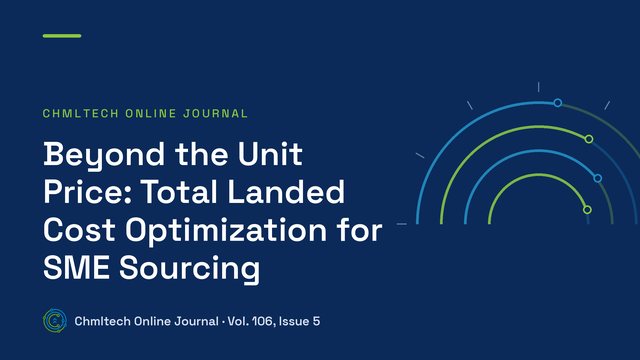 CHMLTECH ONLINE JOURNAL
Beyond the Unit
Price: Total Landed
Cost Optimization for
SME Sourcing
Chmltech Online Journal · Vol. 106, Issue 5